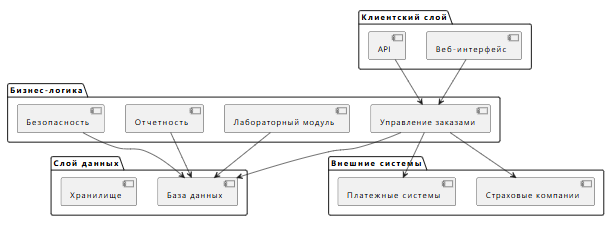 Клиентский слой
API
Веб-интерфейс
Бизнес-логика
Безопасность
Отчетность
Лабораторный модуль
Управление заказами
Слой данных
Хранилище
База данных
Внешние системы
Платежные системы
Страховые компании